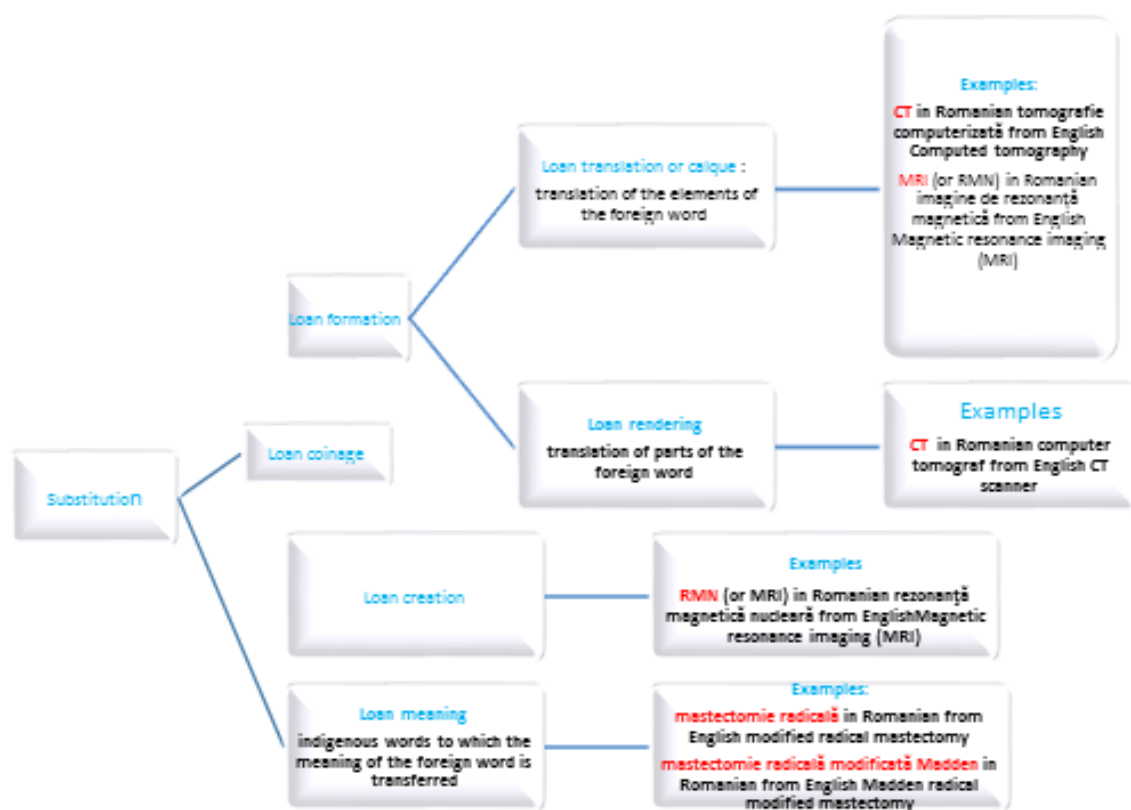 Examples:
CT in Romanian tomografie
computerizată from English
Computed tomography
MRI (or RMN) in Romanian
imagine de rezonanță
magnetică from English
Magnetic resonance imaging
(MRI)
Loan translation or calque :
translation of the elements of
the foreign word
Loan formation
Loan rendering
translation of parts of the
foreign word
Examples
CT in Romanian computer
tomograf from English CT
scanner
Loan coinage
Substitution
Loan creation
Examples
RMN (or MRI) in Romanian rezonanţă
magnetică nucleară from EnglishMagnetic
resonance imaging (MRI)
Loan meaning
indigenous words to which the
meaning of the foreign word is
transferred
Examples:
mastectomie radicală in Romanian from
English modified radical mastectomy
mastectomie radicală modificată Madden in
Romanian from English Madden radical
modified mastectomy